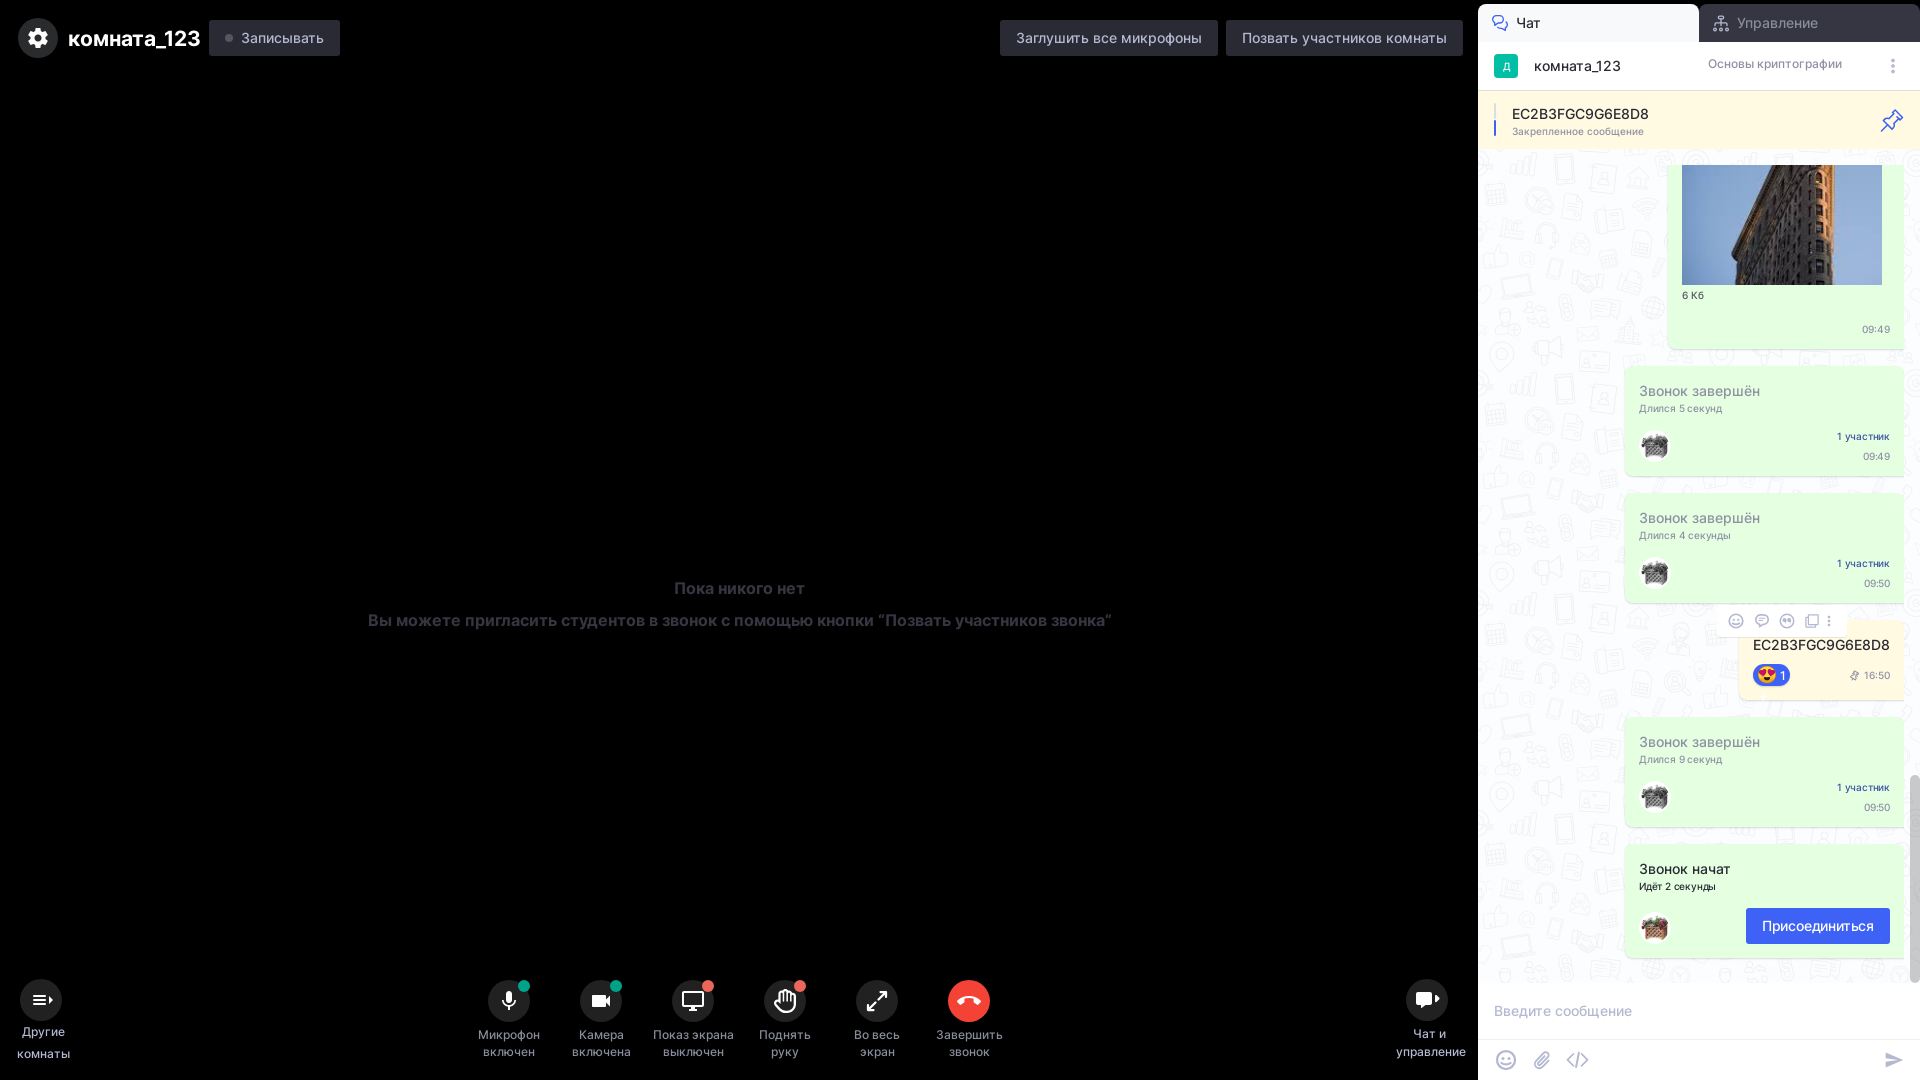 комната_123
Записывать
Заглушить все микрофоны
Позвать участников комнаты
Пока никого нет
Вы можете пригласить студентов в звонок с помощью кнопки “Позвать участников звонка”
Другие
комнаты
Микрофон
включен
Камера
включена
Показ экрана
выключен
Поднять
руку
Во весь
экран
Завершить
звонок
Чат и
управление
Чат
Управление
Д
комната_123
Основы криптографии
EC2B3FGC9G6E8D8
Закрепленное сообщение
6 Кб
09:49
Звонок завершён
Длился 5 секунд
1 участник
09:49
Звонок завершён
Длился 4 секунды
1 участник
09:50
EC2B3FGC9G6E8D8
1
16:50
Звонок завершён
Длился 9 секунд
1 участник
09:50
Звонок начат
Идёт 2 секунды
Присоединиться
Введите сообщение